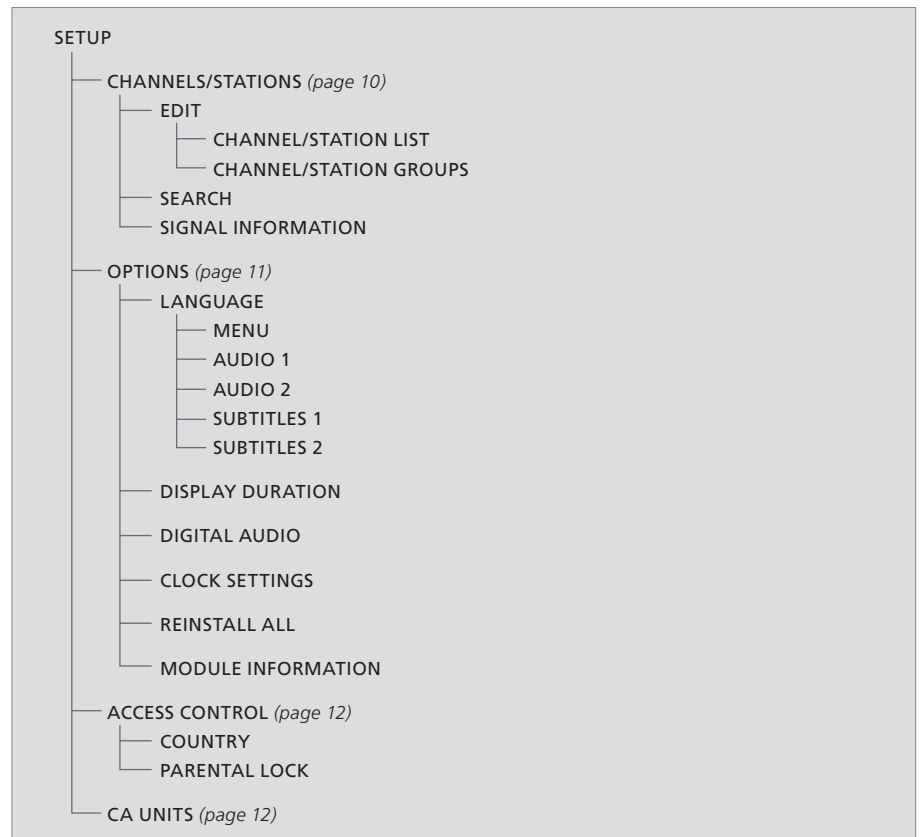 SETUP
CHANNELS/STATIONS (page 10)
EDIT
CHANNEL/STATION LIST
CHANNEL/STATION GROUPS
SEARCH
SIGNAL INFORMATION
OPTIONS (page 11)
LANGUAGE
MENU
AUDIO 1
AUDIO 2
SUBTITLES 1
SUBTITLES 2
DISPLAY DURATION
DIGITAL AUDIO
CLOCK SETTINGS
REINSTALL ALL
MODULE INFORMATION
ACCESS CONTROL (page 12)
COUNTRY
PARENTAL LOCK
CA UNITS (page 12)